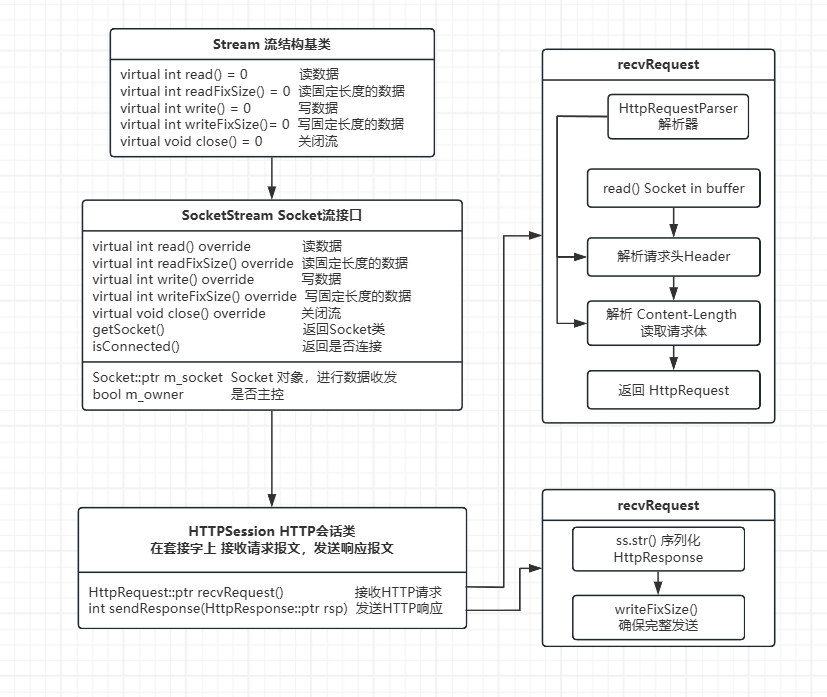 Stream 流结构基类
virtual int read() = 0 读数据
virtual int readFixSize() = 0 读固定长度的数据
virtual int write() = 0 写数据
virtual int writeFixSize()= 0 写固定长度的数据
virtual void close() = 0 关闭流
SocketStream Socket流接口
virtual int read() override 读数据
virtual int readFixSize() override 读固定长度的数据
virtual int write() override 写数据
virtual int writeFixSize() override 写固定长度的数据
virtual void close() override 关闭流
getSocket() 返回Socket类
isConnected() 返回是否连接
Socket::ptr m_socket Socket 对象，进行数据收发
bool m_owner 是否主控
HTTPSession HTTP会话类
在套接字上 接收请求报文，发送响应报文
HttpRequest::ptr recvRequest() 接收HTTP请求
int sendResponse(HttpResponse::ptr rsp) 发送HTTP响应
recvRequest
HttpRequestParser
解析器
read() Socket in buffer
解析请求头Header
解析 Content-Length
读取请求体
返回 HttpRequest
recvRequest
ss.str() 序列化
HttpResponse
writeFixSize()
确保完整发送